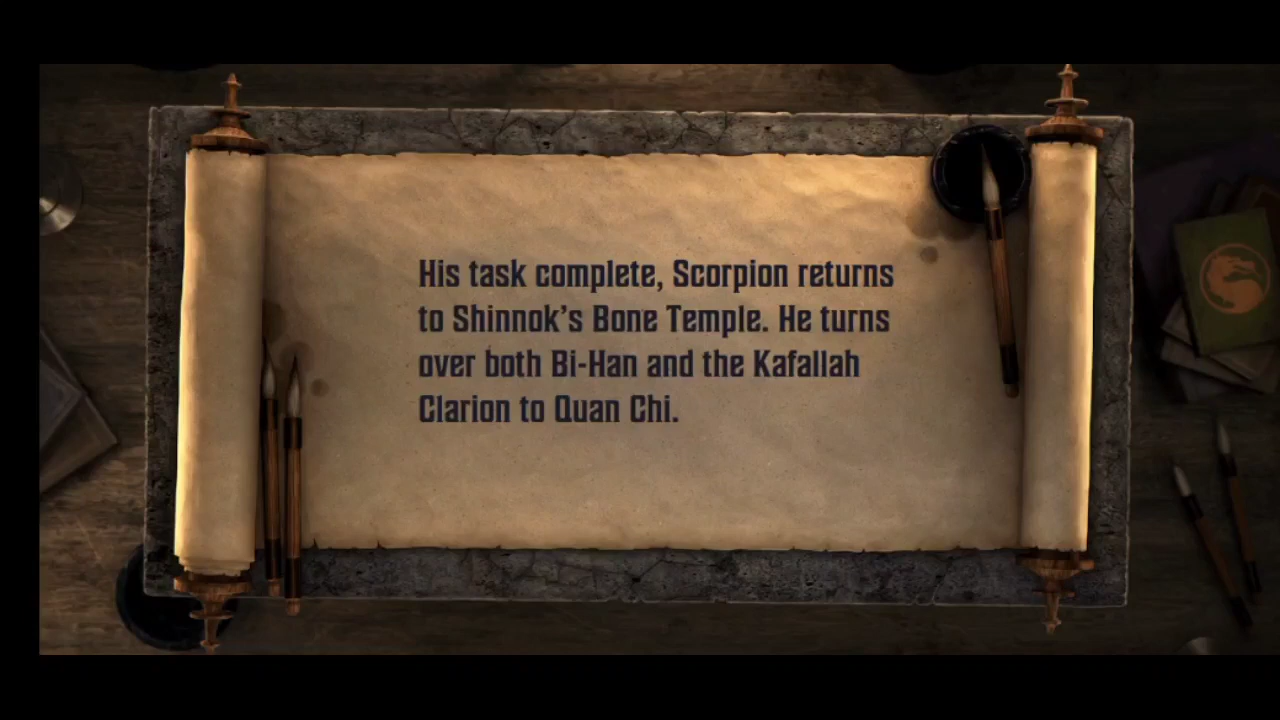 His task complete, Scorpion returns
to Shinnok's Bone Temple. He turns
over both Bi-Han and the Kafallah
Clarion to Quan Chi.